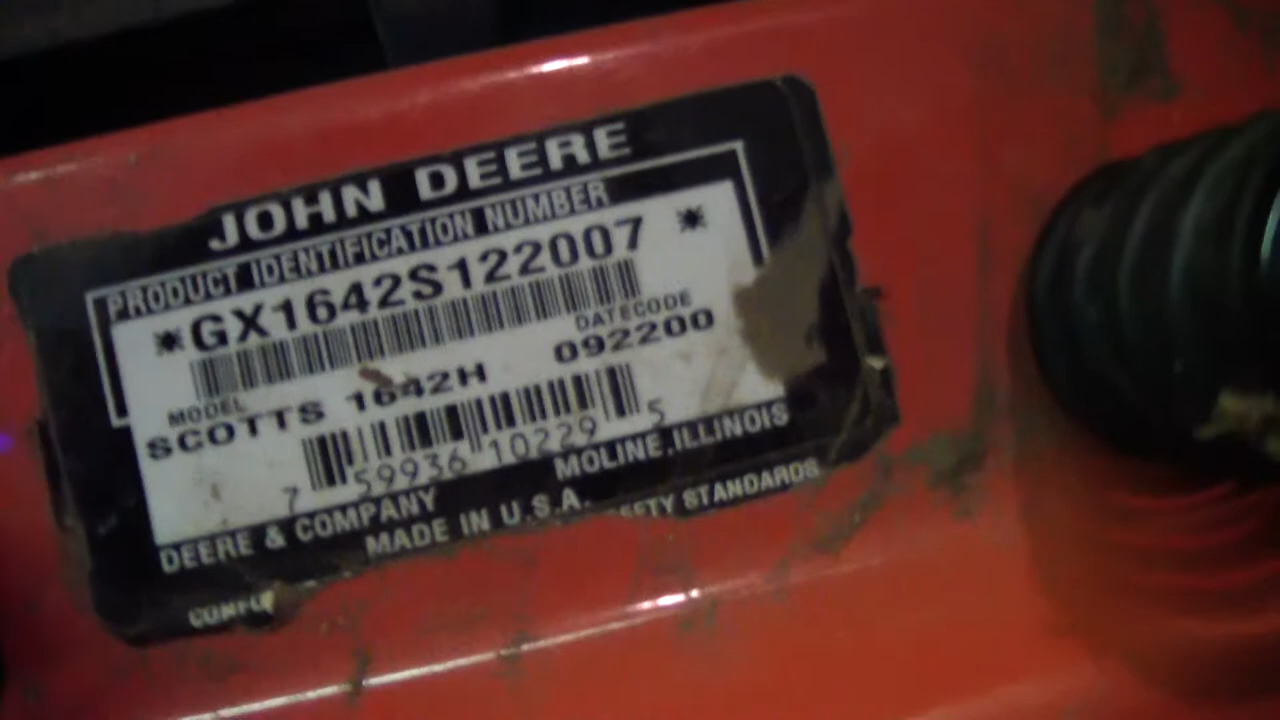 JOHN DEERE
PRODUCT IDENTIFICATION NUMBER
*GX1642S122007 *
DATECODE
092200
MODEL
SCOTTS 1642H
7 59936 10229 5
DEERE & COMPANY MOLINE, ILLINOIS
MADE IN U.S.A.
STANDARDS